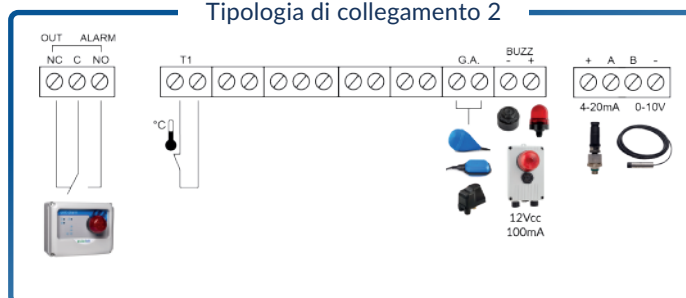 Tipologia di collegamento 2
OUT ALARM
NC C NO
T1
G.A.
BUZZ
- +
+ A B -
4-20mA 0-10V
°C
12Vcc
100mA